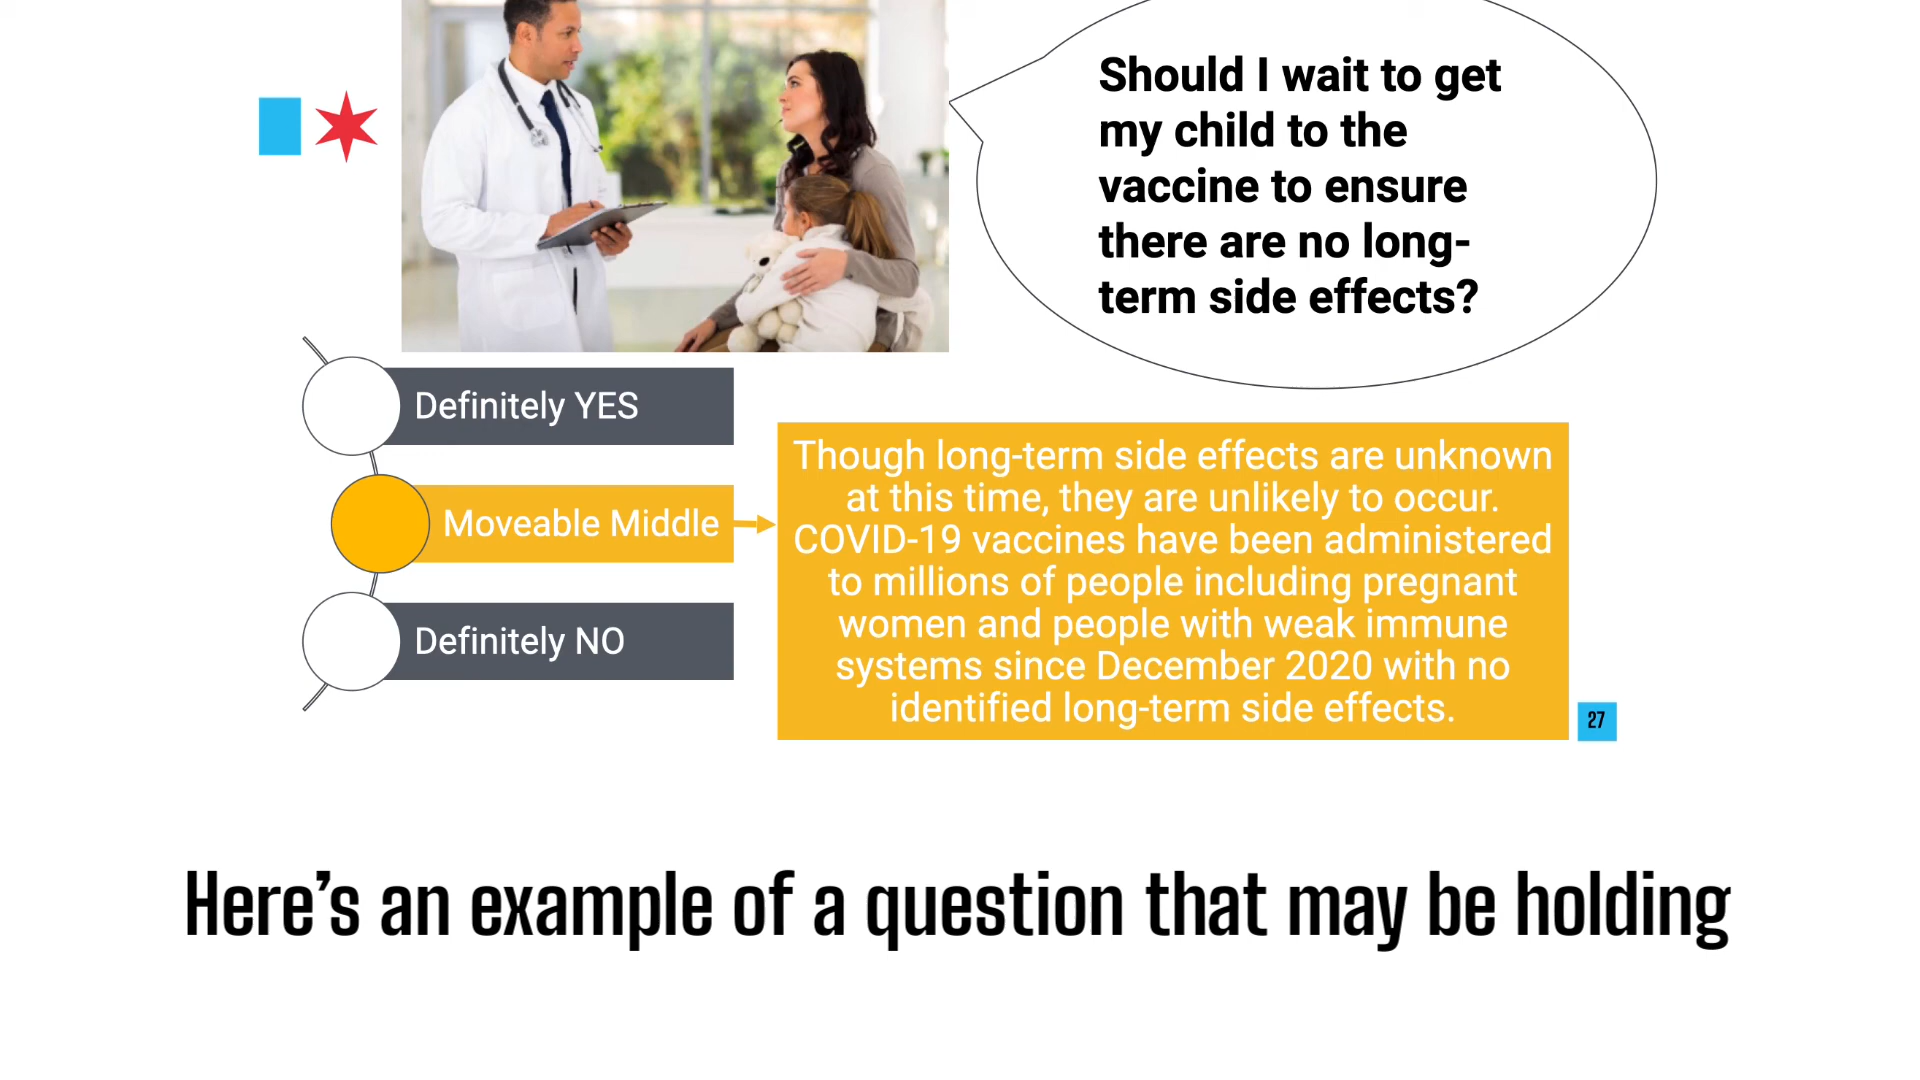 Should I wait to get
my child to the
vaccine to ensure
there are no long-
term side effects?
Definitely YES
Moveable Middle
Definitely NO
Though long-term side effects are unknown
at this time, they are unlikely to occur.
COVID-19 vaccines have been administered
to millions of people including pregnant
women and people with weak immune
systems since December 2020 with no
identified long-term side effects.
27
Here’s an example of a question that may be holding